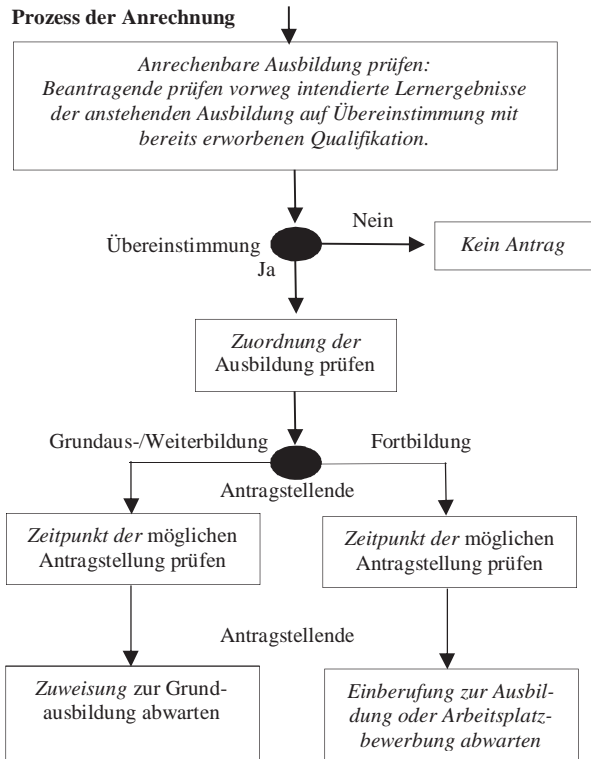 Prozess der Anrechnung
Anrechenbare Ausbildung prüfen:
Beantragende prüfen vorweg intendierte Lernergebnisse
der anstehenden Ausbildung auf Übereinstimmung mit
bereits erworbenen Qualifikation.
Nein
Übereinstimmung
Kein Antrag
Ja
Zuordnung der
Ausbildung prüfen
Grundaus-/Weiterbildung
Fortbildung
Antragstellende
Zeitpunkt der möglichen
Antragstellung prüfen
Zeitpunkt der möglichen
Antragstellung prüfen
Antragstellende
Zuweisung zur Grund-
ausbildung abwarten
Einberufung zur Ausbil-
dung oder Arbeitsplatz-
bewerbung abwarten